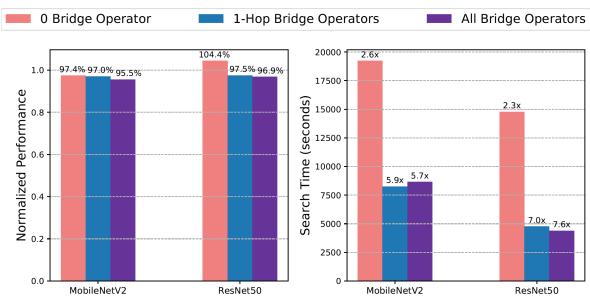 0 Bridge Operator 1-Hop Bridge Operators All Bridge Operators
Normalized Performance
1.0
0.8
0.6
0.4
0.2
0.0
97.4% 97.0% 95.5%
104.4% 97.5% 96.9%
MobileNetV2 ResNet50
Search Time (seconds)
20000
17500
15000
12500
10000
7500
5000
2500
0
2.6x 5.9x 5.7x
2.3x 7.0x 7.6x
MobileNetV2 ResNet50